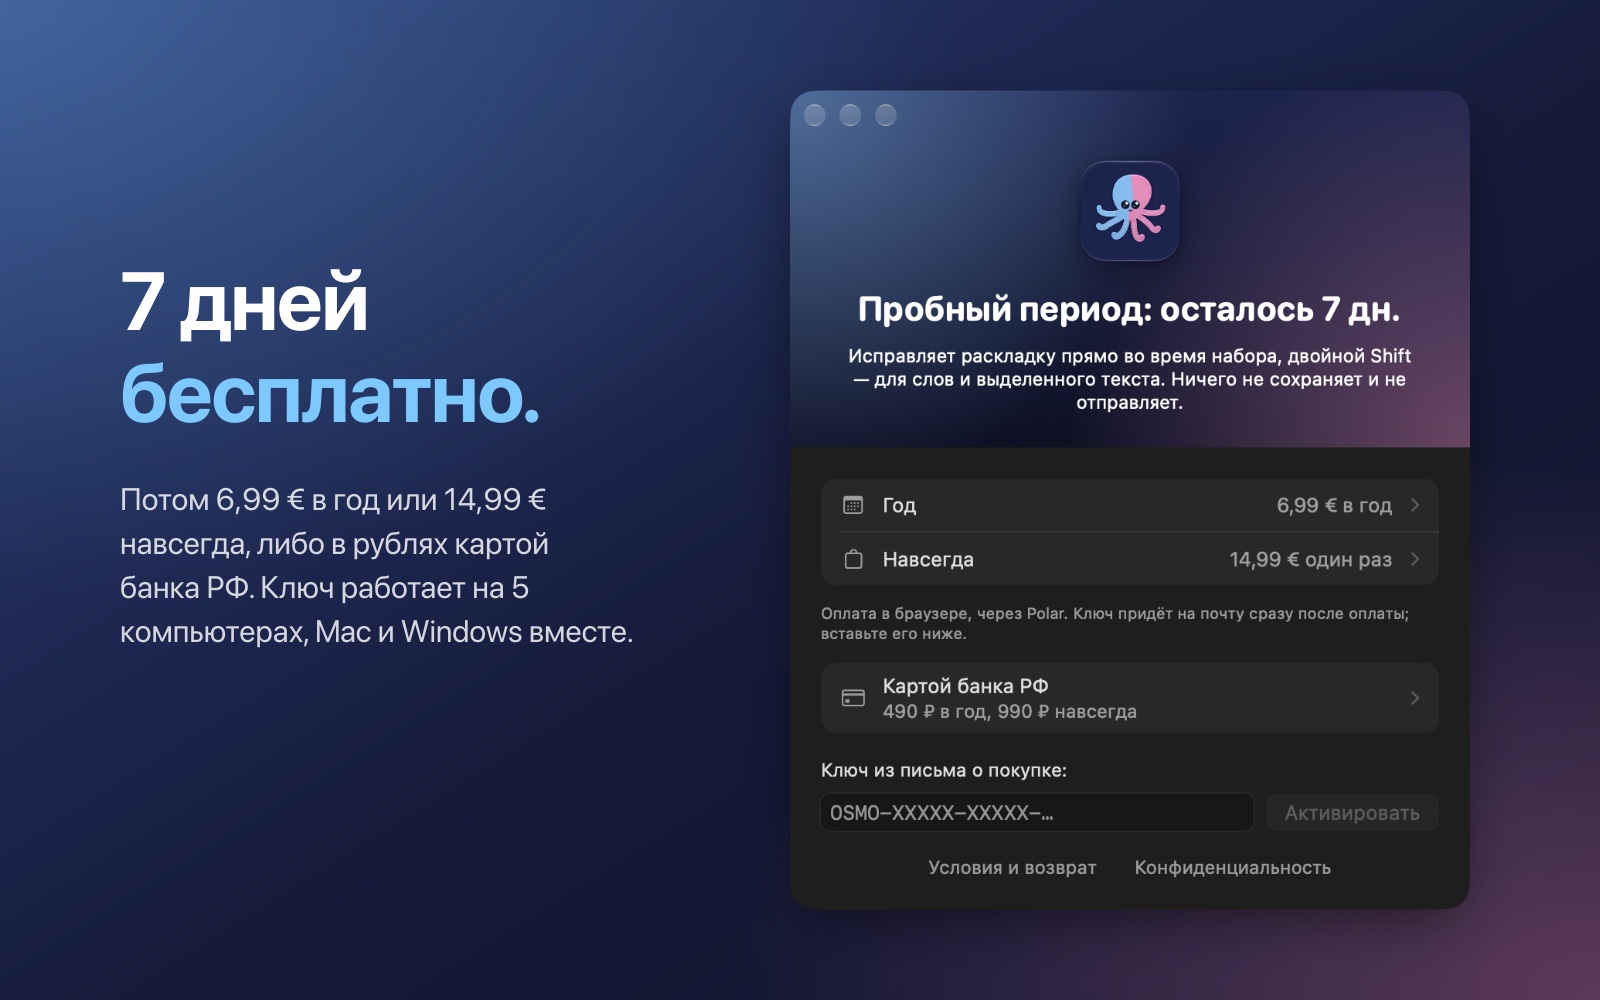 7 дней
бесплатно.
Потом 6,99 € в год или 14,99 €
навсегда, либо в рублях картой
банка РФ. Ключ работает на 5
компьютерах, Mac и Windows вместе.
Пробный период: осталось 7 дн.
Исправляет раскладку прямо во время набора, двойной Shift
— для слов и выделенного текста. Ничего не сохраняет и не
отправляет.
Год 6,99 € в год
Навсегда 14,99 € один раз
Оплата в браузере, через Polar. Ключ придёт на почту сразу после оплаты;
вставьте его ниже.
Картой банка РФ
490 ₽ в год, 990 ₽ навсегда
Ключ из письма о покупке:
OSMO–XXXXX–XXXXX–… Активировать
Условия и возврат Конфиденциальность